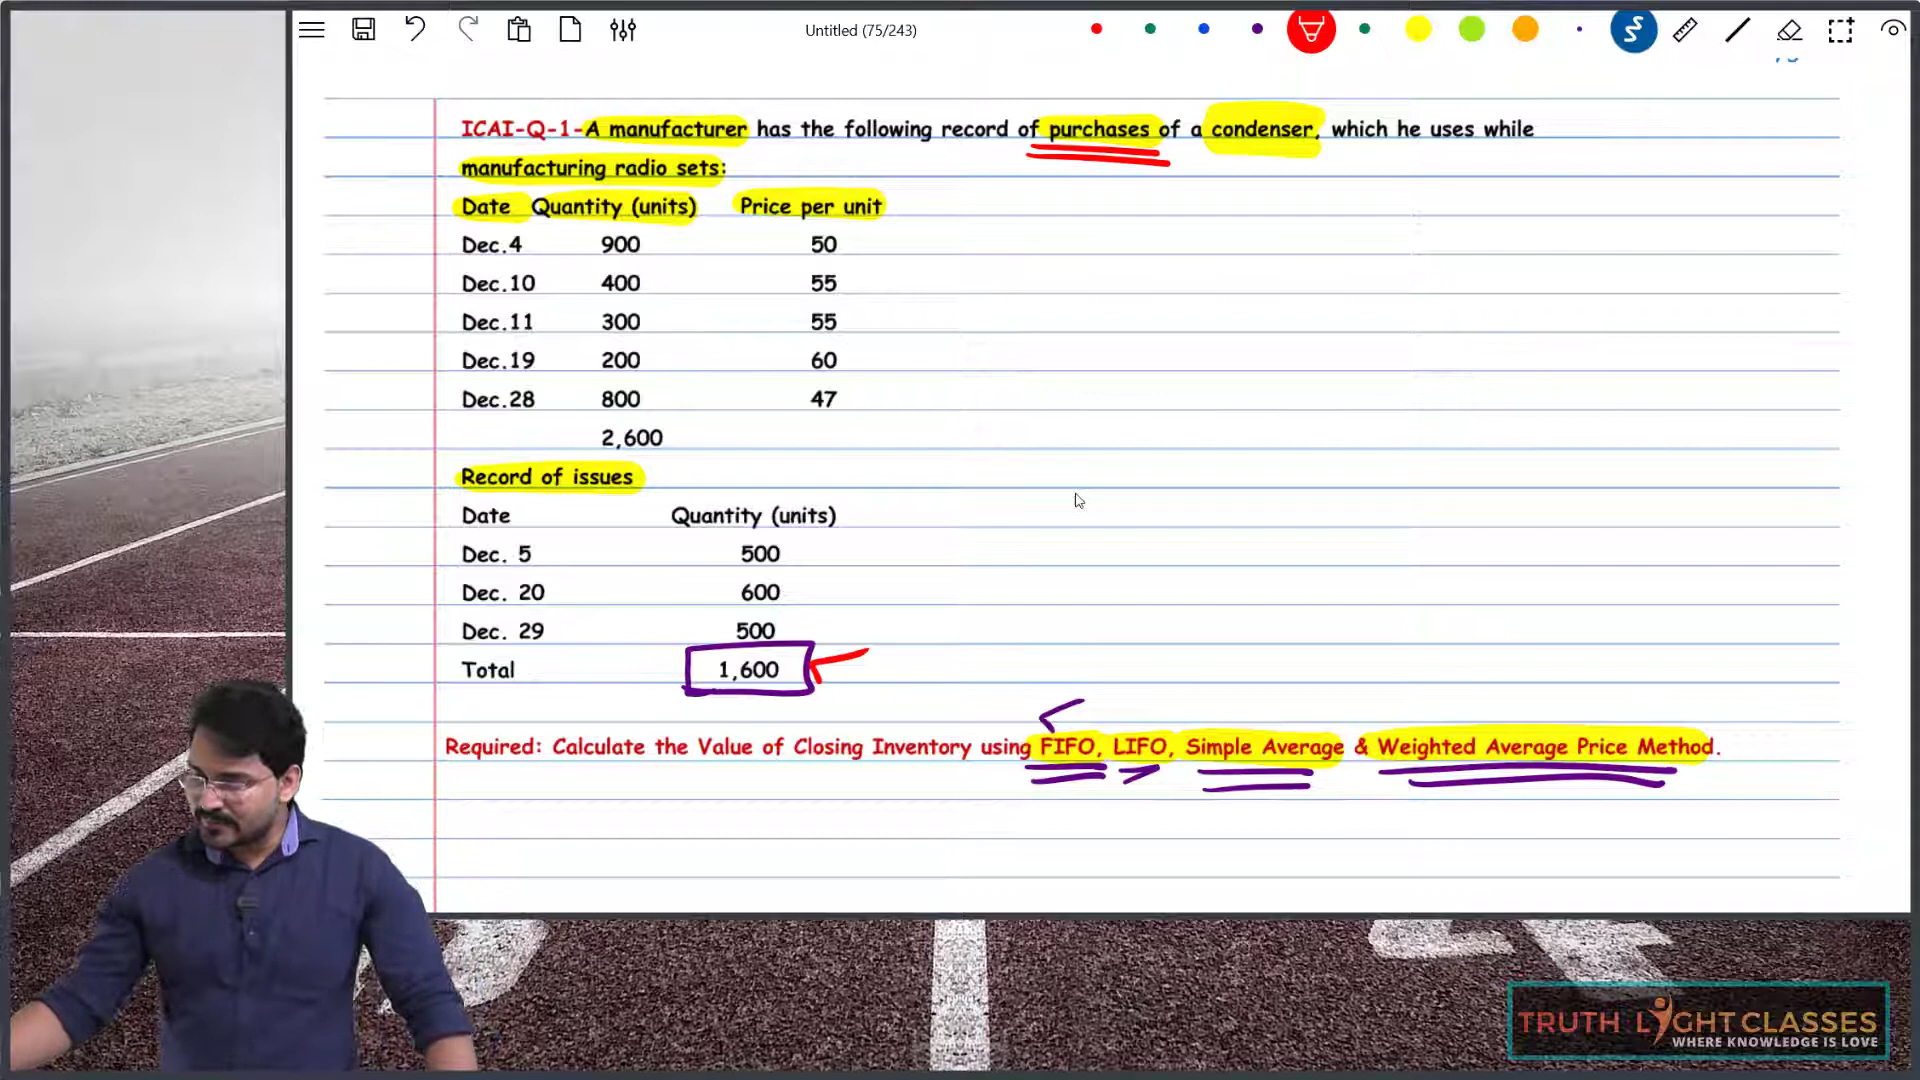 Untitled (75/243)
ICAI-Q-1-A manufacturer has the following record of purchases of a condenser, which he uses while
manufacturing radio sets:
Date Quantity (units) Price per unit
Dec.4 900 50
Dec.10 400 55
Dec.11 300 55
Dec.19 200 60
Dec.28 800 47
2,600
Record of issues
Date Quantity (units)
Dec. 5 500
Dec. 20 600
Dec. 29 500
Total 1,600
Required: Calculate the Value of Closing Inventory using FIFO, LIFO, Simple Average & Weighted Average Price Method.
TRUTH LIGHT CLASSES
WHERE KNOWLEDGE IS LOVE